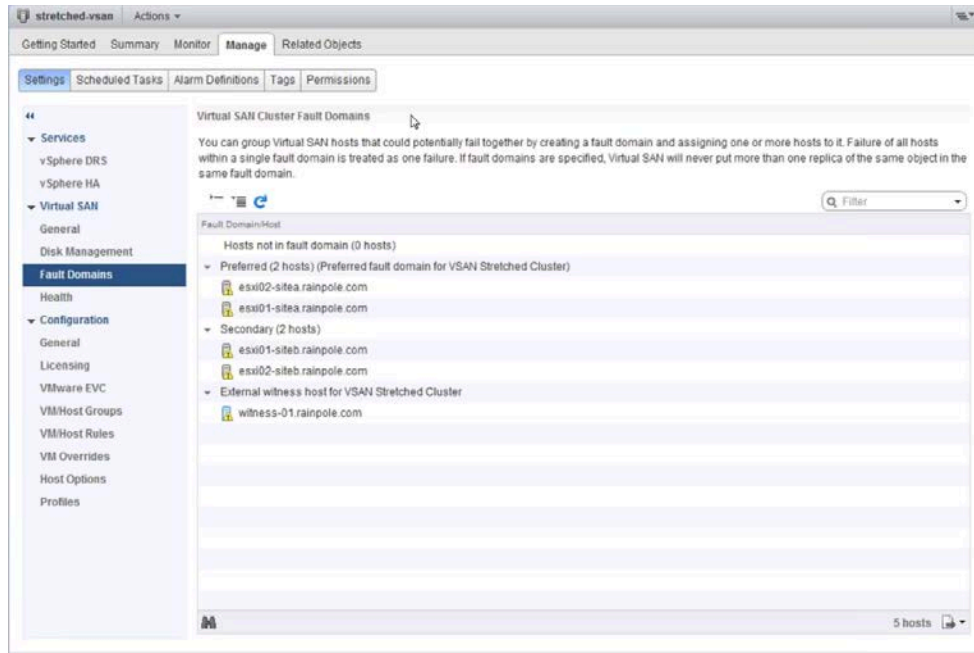 stretched-vsan Actions
Getting Started Summary Monitor Manage Related Objects
Settings Scheduled Tasks Alarm Definitions Tags Permissions
Services
vSphere DRS
vSphere HA
Virtual SAN
General
Disk Management
Fault Domains
Health
Configuration
General
Licensing
VMware EVC
VM/Host Groups
VM/Host Rules
VM Overrides
Host Options
Profiles
Virtual SAN Cluster Fault Domains
You can group Virtual SAN hosts that could potentially fail together by creating a fault domain and assigning one or more hosts to it. Failure of all hosts
within a single fault domain is treated as one failure. If fault domains are specified, Virtual SAN will never put more than one replica of the same object in the
same fault domain.
Filter
Fault Domain/Host
Hosts not in fault domain (0 hosts)
Preferred (2 hosts) (Preferred fault domain for VSAN Stretched Cluster)
esxi02-sitea.rainpole.com
esxi01-sitea.rainpole.com
Secondary (2 hosts)
esxi01-siteb.rainpole.com
esxi02-siteb.rainpole.com
External witness host for VSAN Stretched Cluster
witness-01.rainpole.com
5 hosts